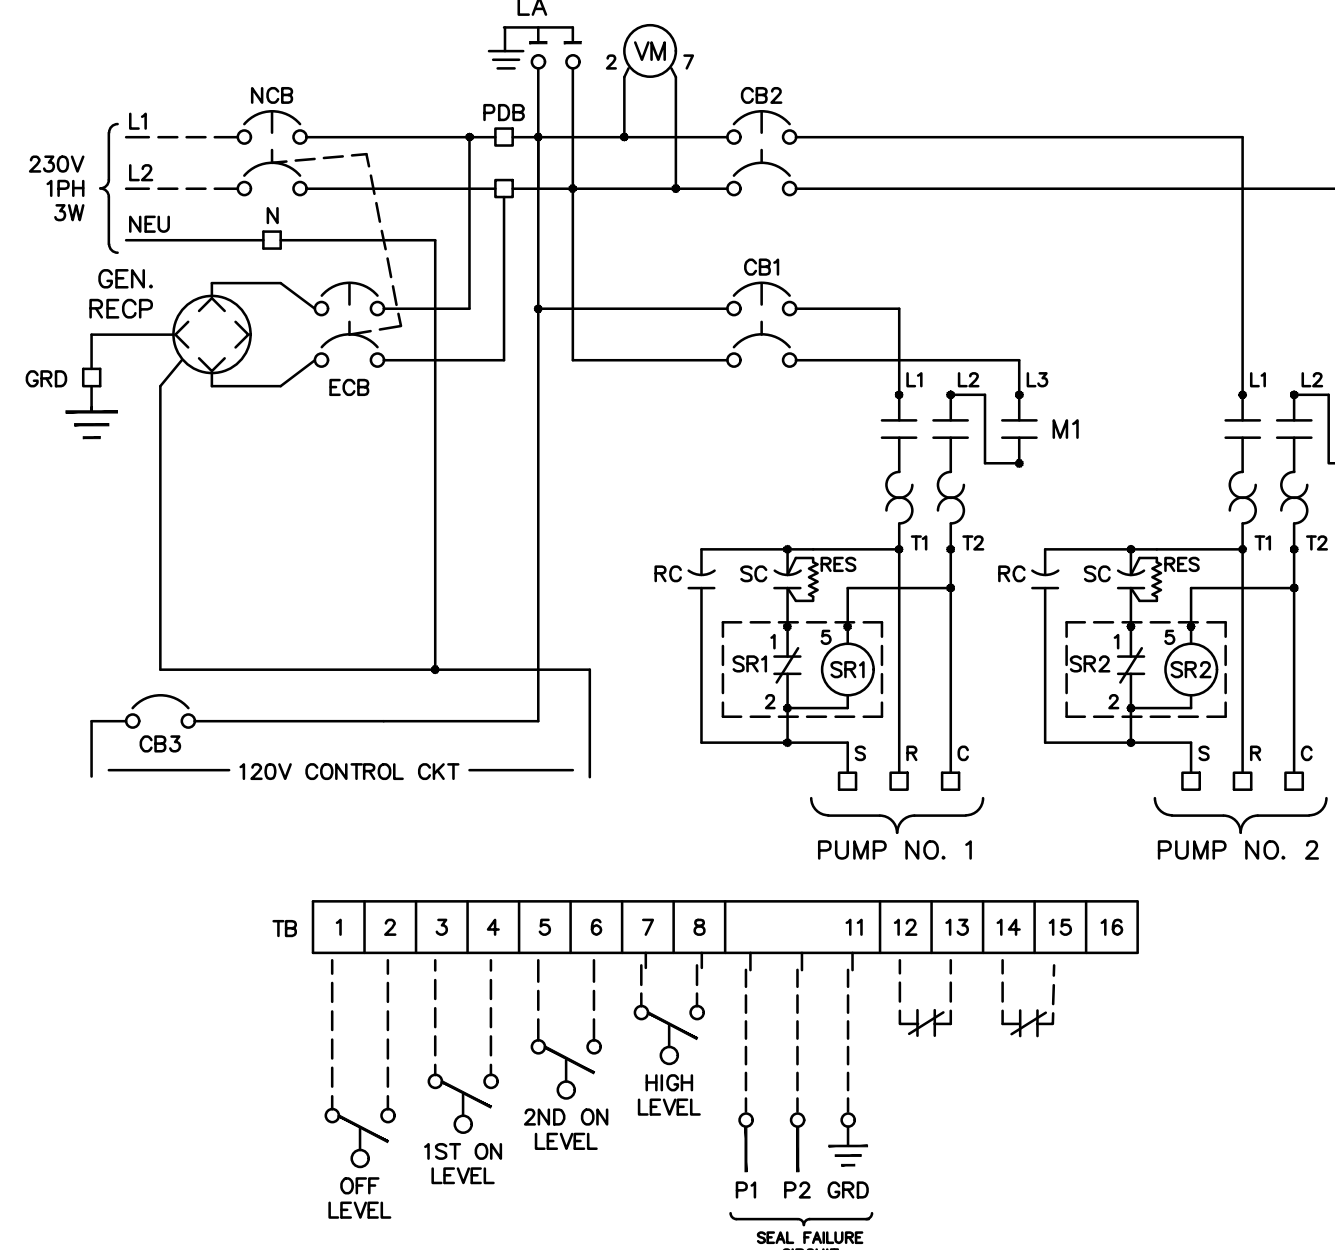 LA
2 VM 7
NCB
PDB
CB2
L1
230V
1PH
3W
L2
NEU
N
GEN.
RECP
CB1
GRD
ECB
L1 L2 L3
M1
L1 L2
T1 T2
T1 T2
RC SC RES
RC SC RES
1 5
SR1 SR1
2
1 5
SR2 SR2
2
CB3
120V CONTROL CKT
S R C
S R C
PUMP NO. 1
PUMP NO. 2
TB 1 2 3 4 5 6 7 8 11 12 13 14 15 16
HIGH
LEVEL
2ND ON
LEVEL
1ST ON
LEVEL
OFF
LEVEL
P1 P2 GRD
SEAL FAILURE